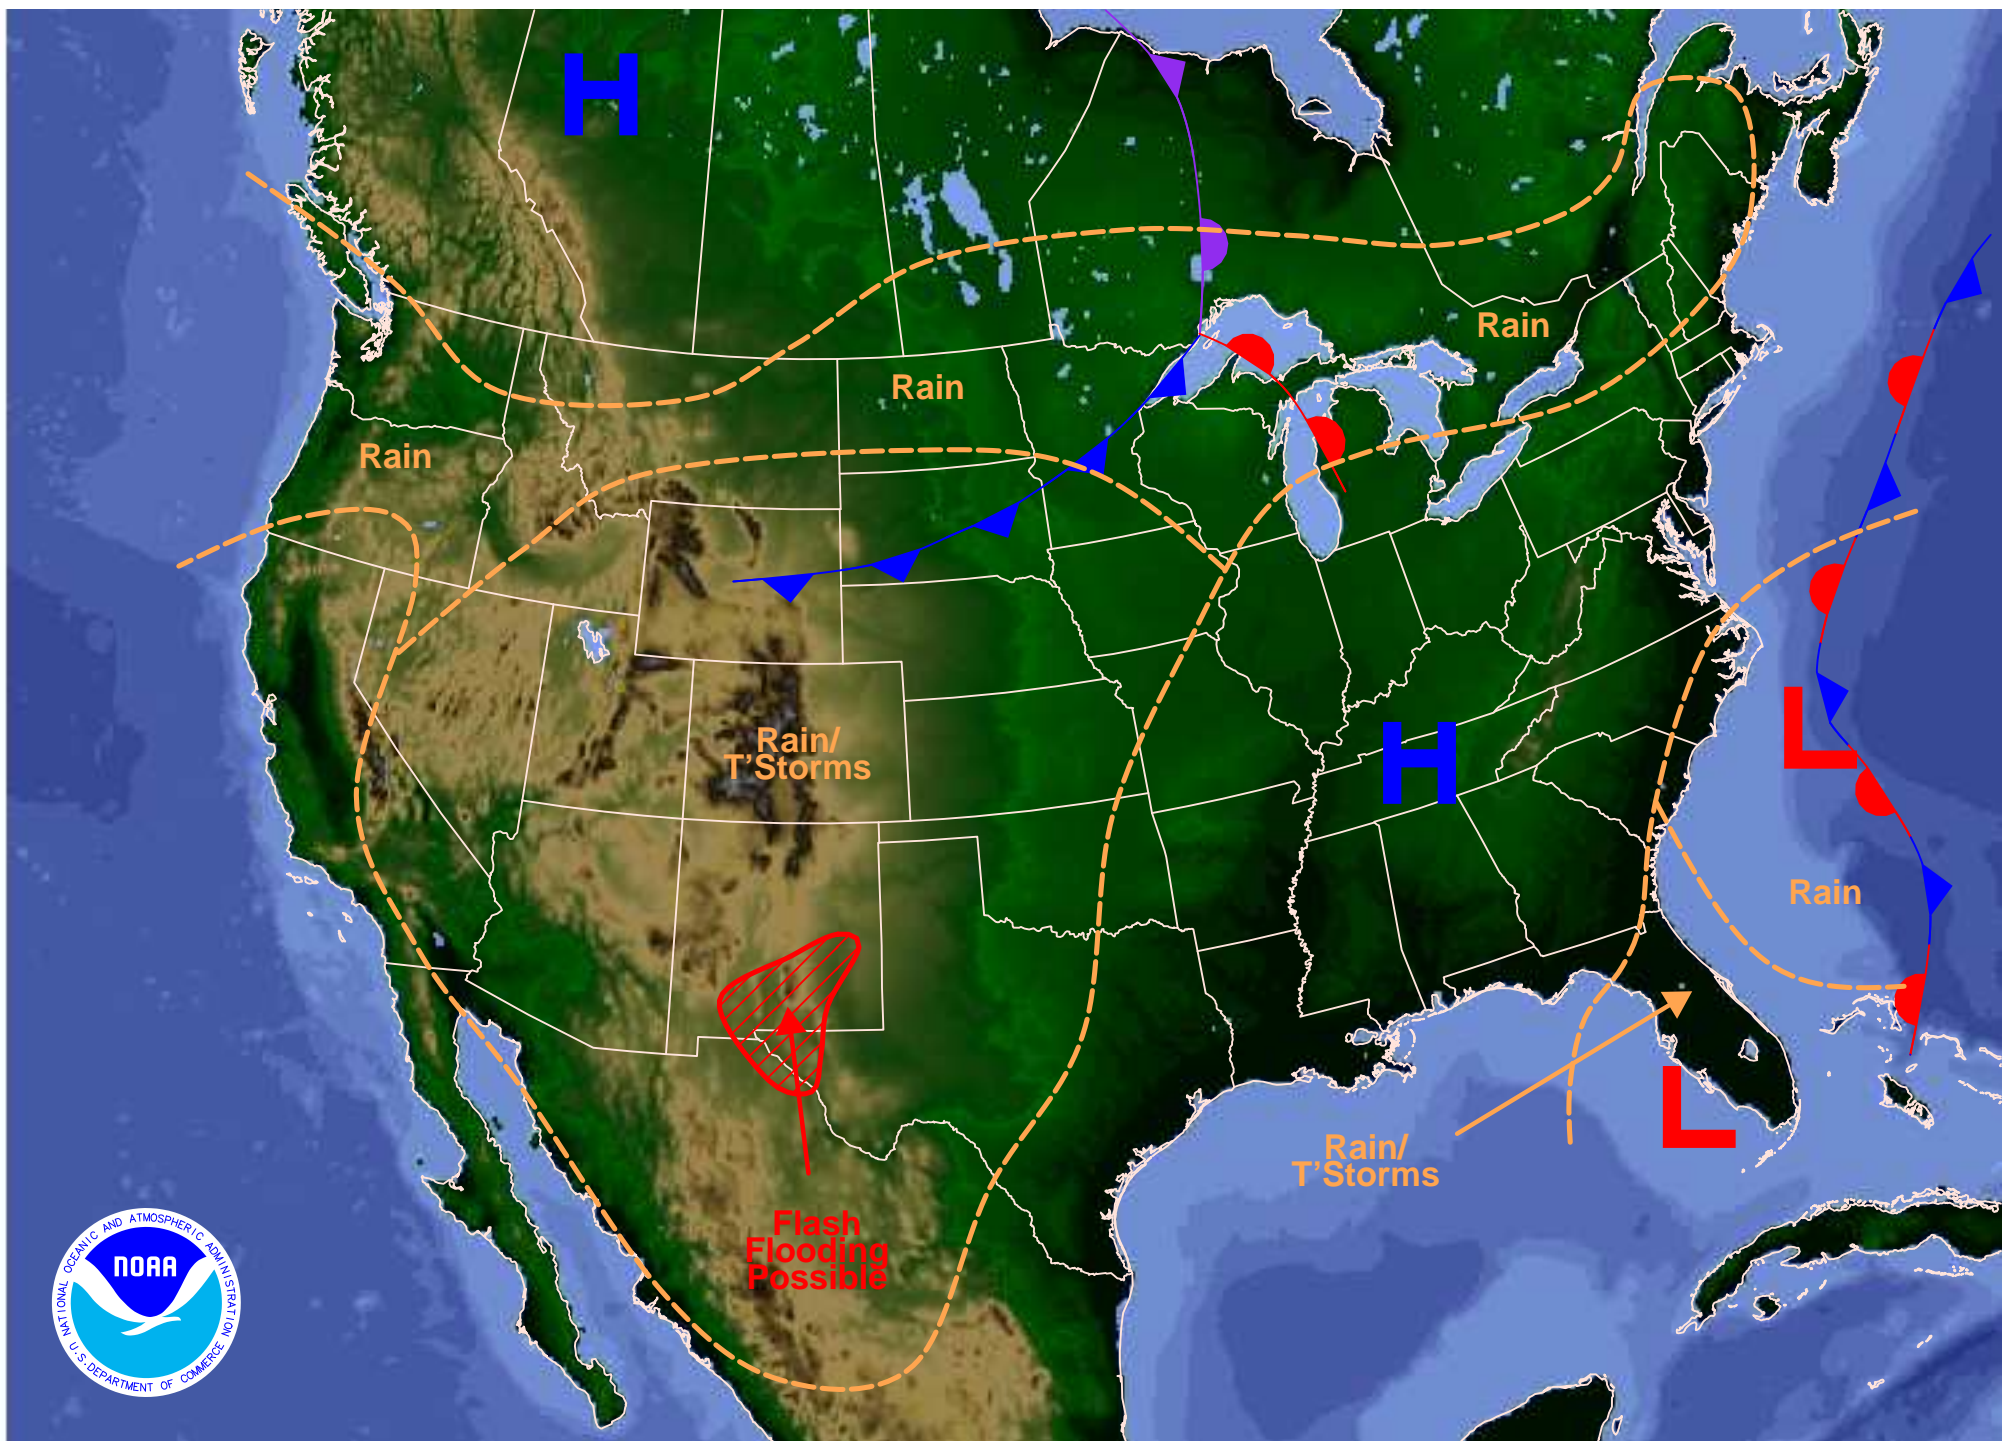 H
Rain
Rain
Rain
Rain/
T'Storms
H
L
Rain
L
Rain/
T'Storms
Flash
Flooding
Possible
NATIONAL OCEANIC AND ATMOSPHERIC ADMINISTRATION
NOAA
U.S. DEPARTMENT OF COMMERCE